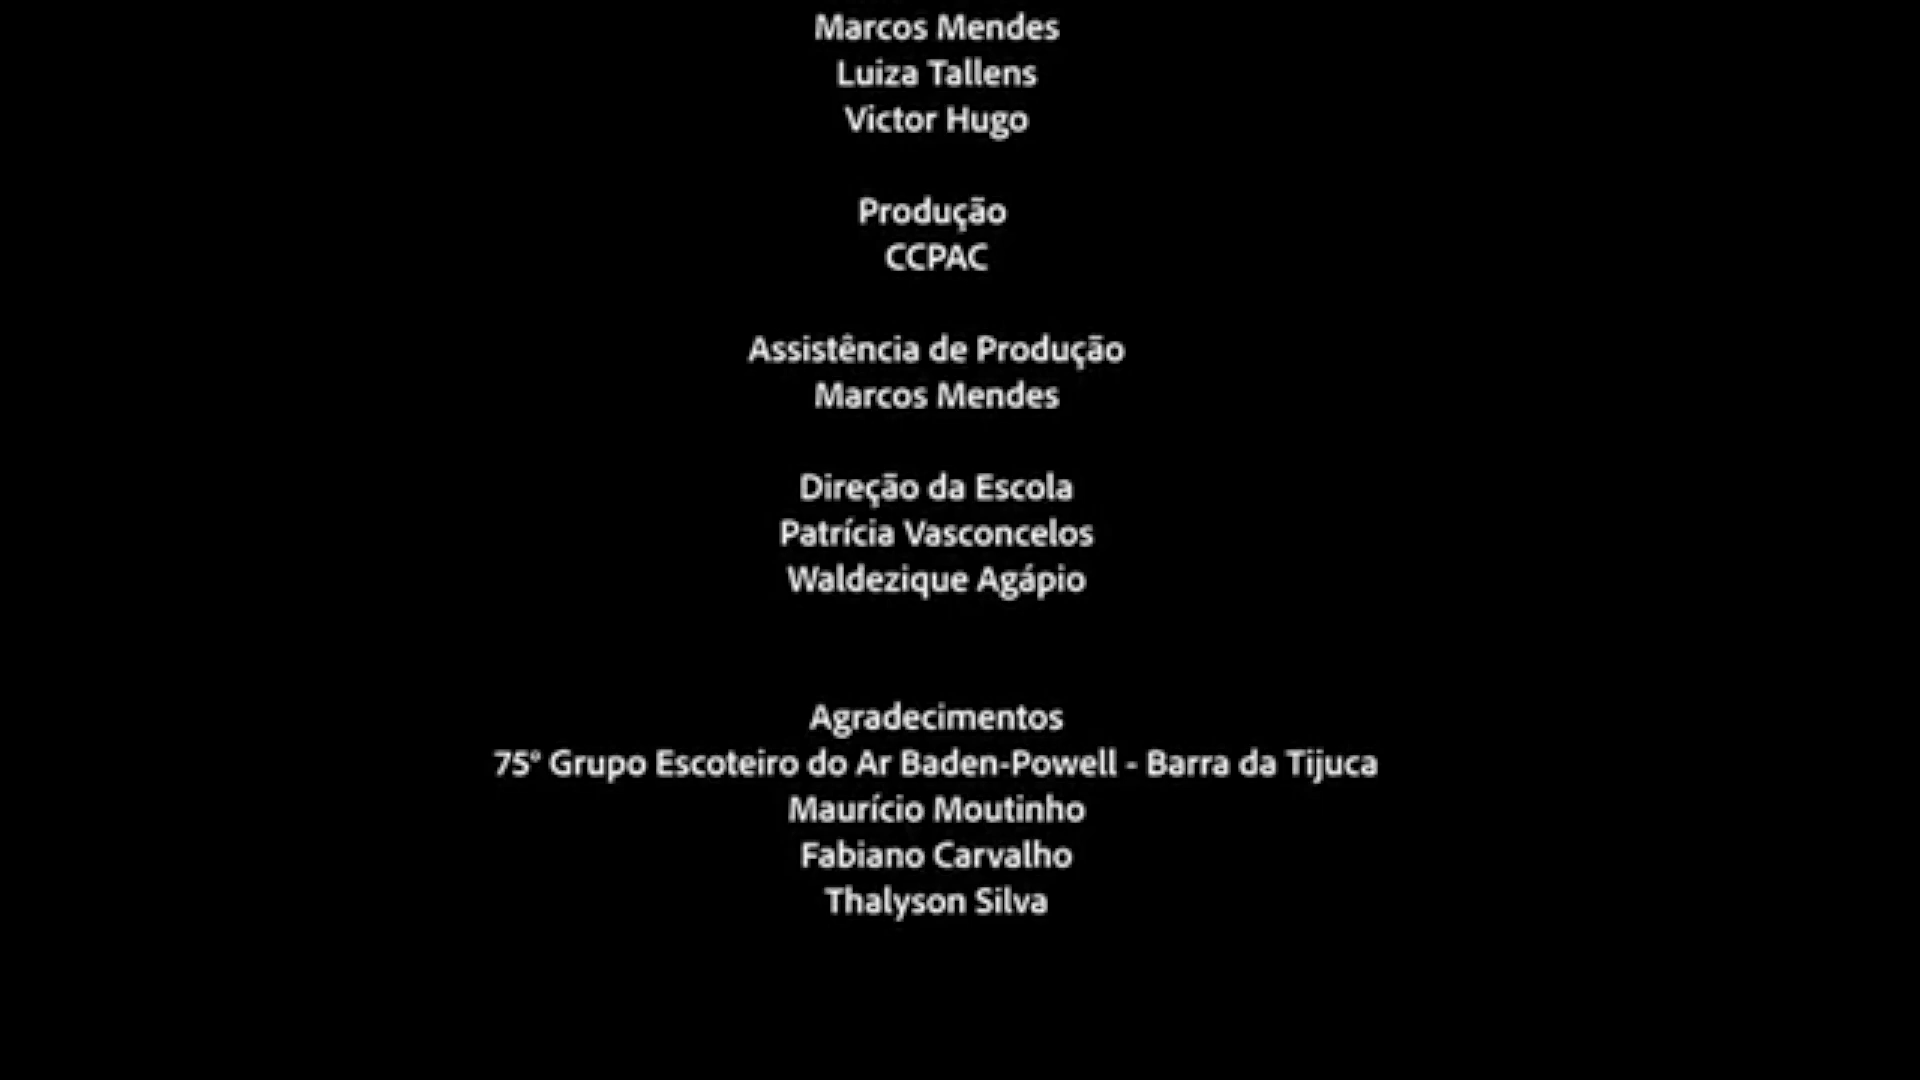 Marcos Mendes
Luiza Tallens
Victor Hugo
Produção
CCPAC
Assistência de Produção
Marcos Mendes
Direção da Escola
Patrícia Vasconcelos
Waldezique Agápio
Agradecimentos
75º Grupo Escoteiro do Ar Baden-Powell - Barra da Tijuca
Maurício Moutinho
Fabiano Carvalho
Thalyson Silva